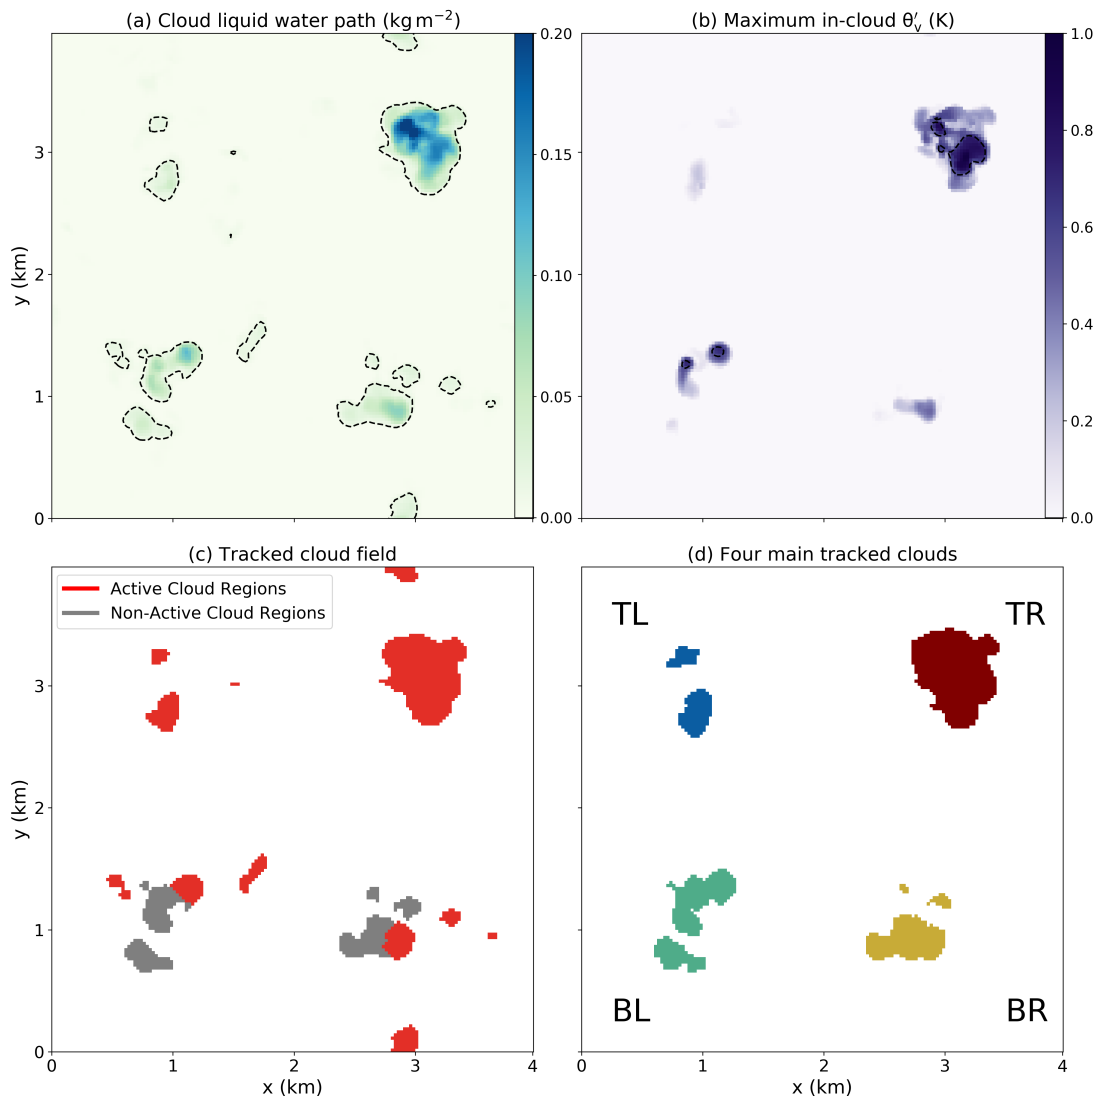 (a) Cloud liquid water path (kg m⁻²)
(b) Maximum in-cloud θ′ᵥ (K)
0.20
0.15
0.10
0.05
0.00
1.0
0.8
0.6
0.4
0.2
0.0
y (km)
3
2
1
0
(c) Tracked cloud field
(d) Four main tracked clouds
Active Cloud Regions
Non-Active Cloud Regions
TL
TR
BL
BR
y (km)
3
2
1
0
0
1
2
3
4
x (km)
0
1
2
3
4
x (km)